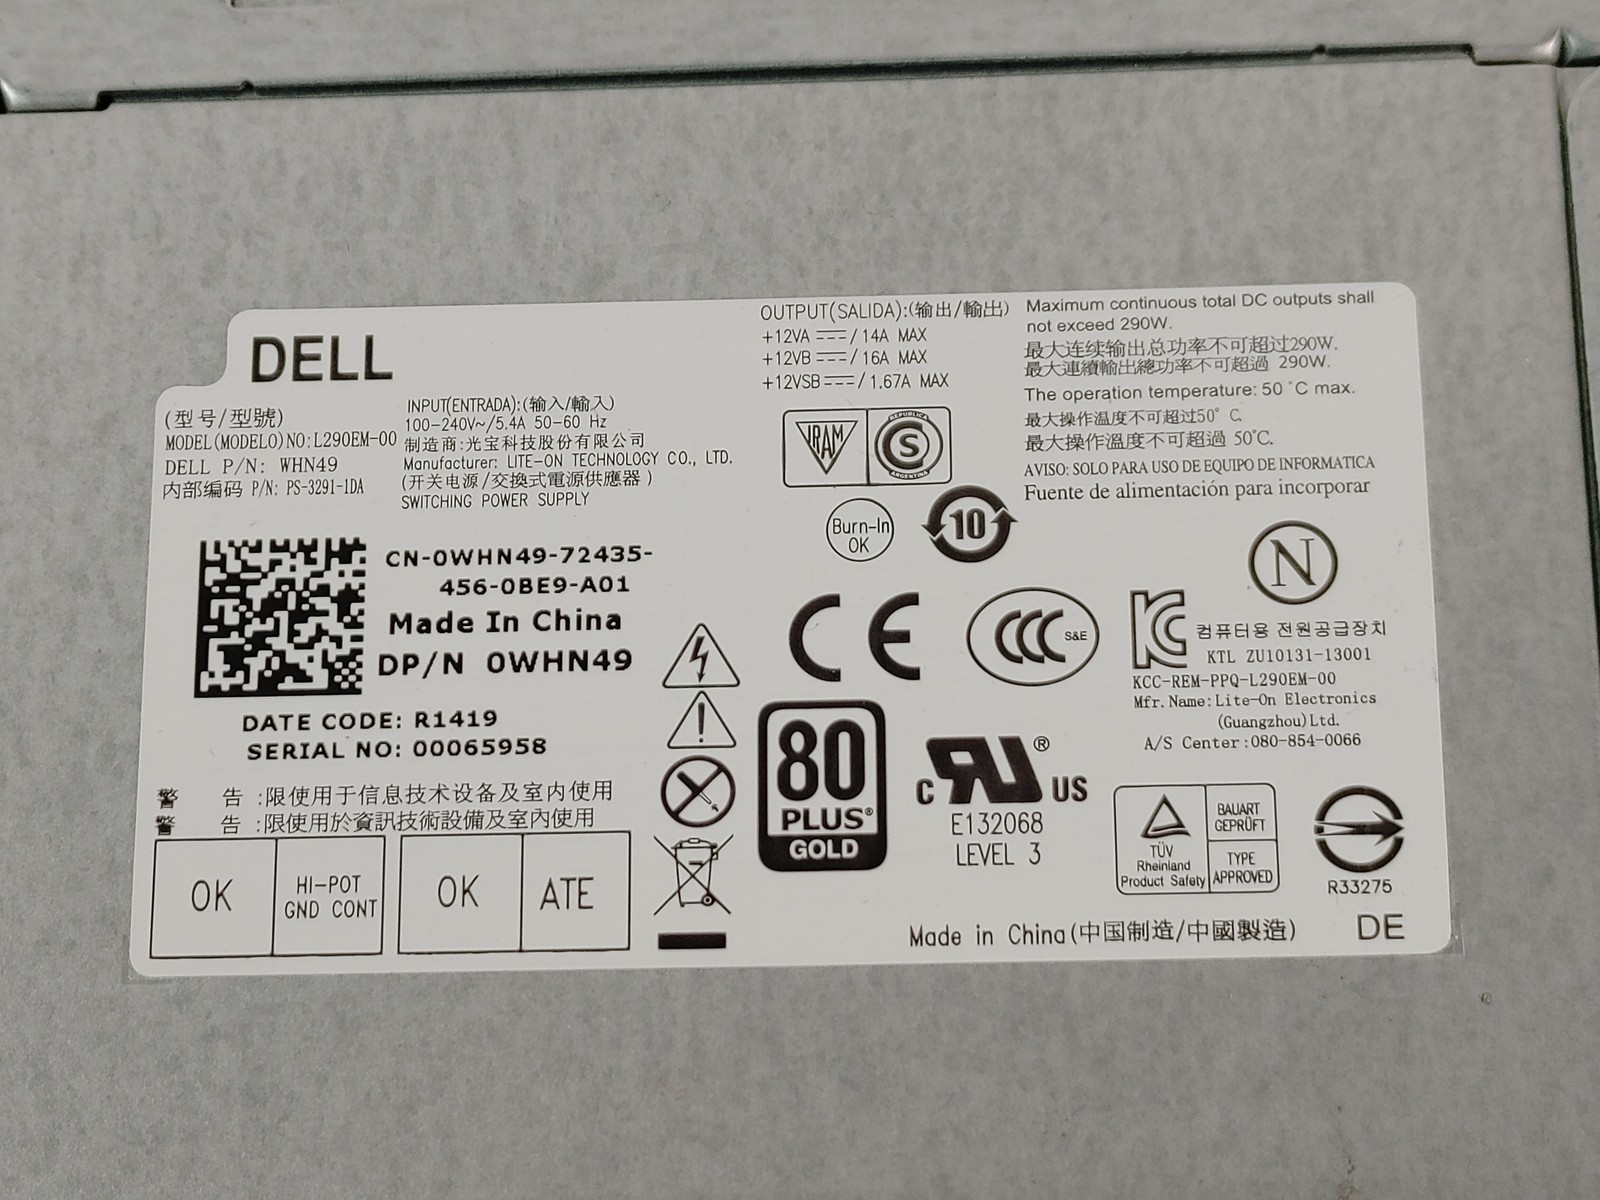 DELL
(型号/型號)
MODEL(MODELO)NO:L290EM-00
DELL P/N: WHN49
内部编码 P/N: PS-3291-1DA
INPUT(ENTRADA):(输入/輸入)
100-240V~/5.4A 50-60 Hz
制造商:光宝科技股份有限公司
Manufacturer: LITE-ON TECHNOLOGY CO., LTD.
(开关电源/交換式電源供應器)
SWITCHING POWER SUPPLY
OUTPUT(SALIDA):(输出/輸出)
+12VA ⎓/14A MAX
+12VB ⎓/16A MAX
+12VSB⎓/1.67A MAX
Maximum continuous total DC outputs shall
not exceed 290W.
最大连续输出总功率不可超过290W.
最大連續輸出總功率不可超過 290W.
The operation temperature: 50 °C max.
最大操作温度不可超过50° C.
最大操作溫度不可超過 50°C.
AVISO: SOLO PARA USO DE EQUIPO DE INFORMATICA
Fuente de alimentación para incorporar
IRAM
REPUBLICA
S
ARGENTINA
Burn-In
OK
10
N
CN-0WHN49-72435-
456-0BE9-A01
Made In China
DP/N 0WHN49
DATE CODE: R1419
SERIAL NO: 00065958
CE
CCC S&E
KC
컴퓨터용 전원공급장치
KTL ZU10131-13001
KCC-REM-PPQ-L290EM-00
Mfr.Name:Lite-On Electronics
(Guangzhou)Ltd.
A/S Center:080-854-0066
警 告 :限使用于信息技术设备及室内使用
警 告 :限使用於資訊技術設備及室內使用
OK
HI-POT
GND CONT
OK
ATE
80
PLUS®
GOLD
c RU® US
E132068
LEVEL 3
TÜV
Rheinland
Product Safety
BAUART
GEPRÜFT
TYPE
APPROVED
R33275
Made in China(中国制造/中國製造)
DE